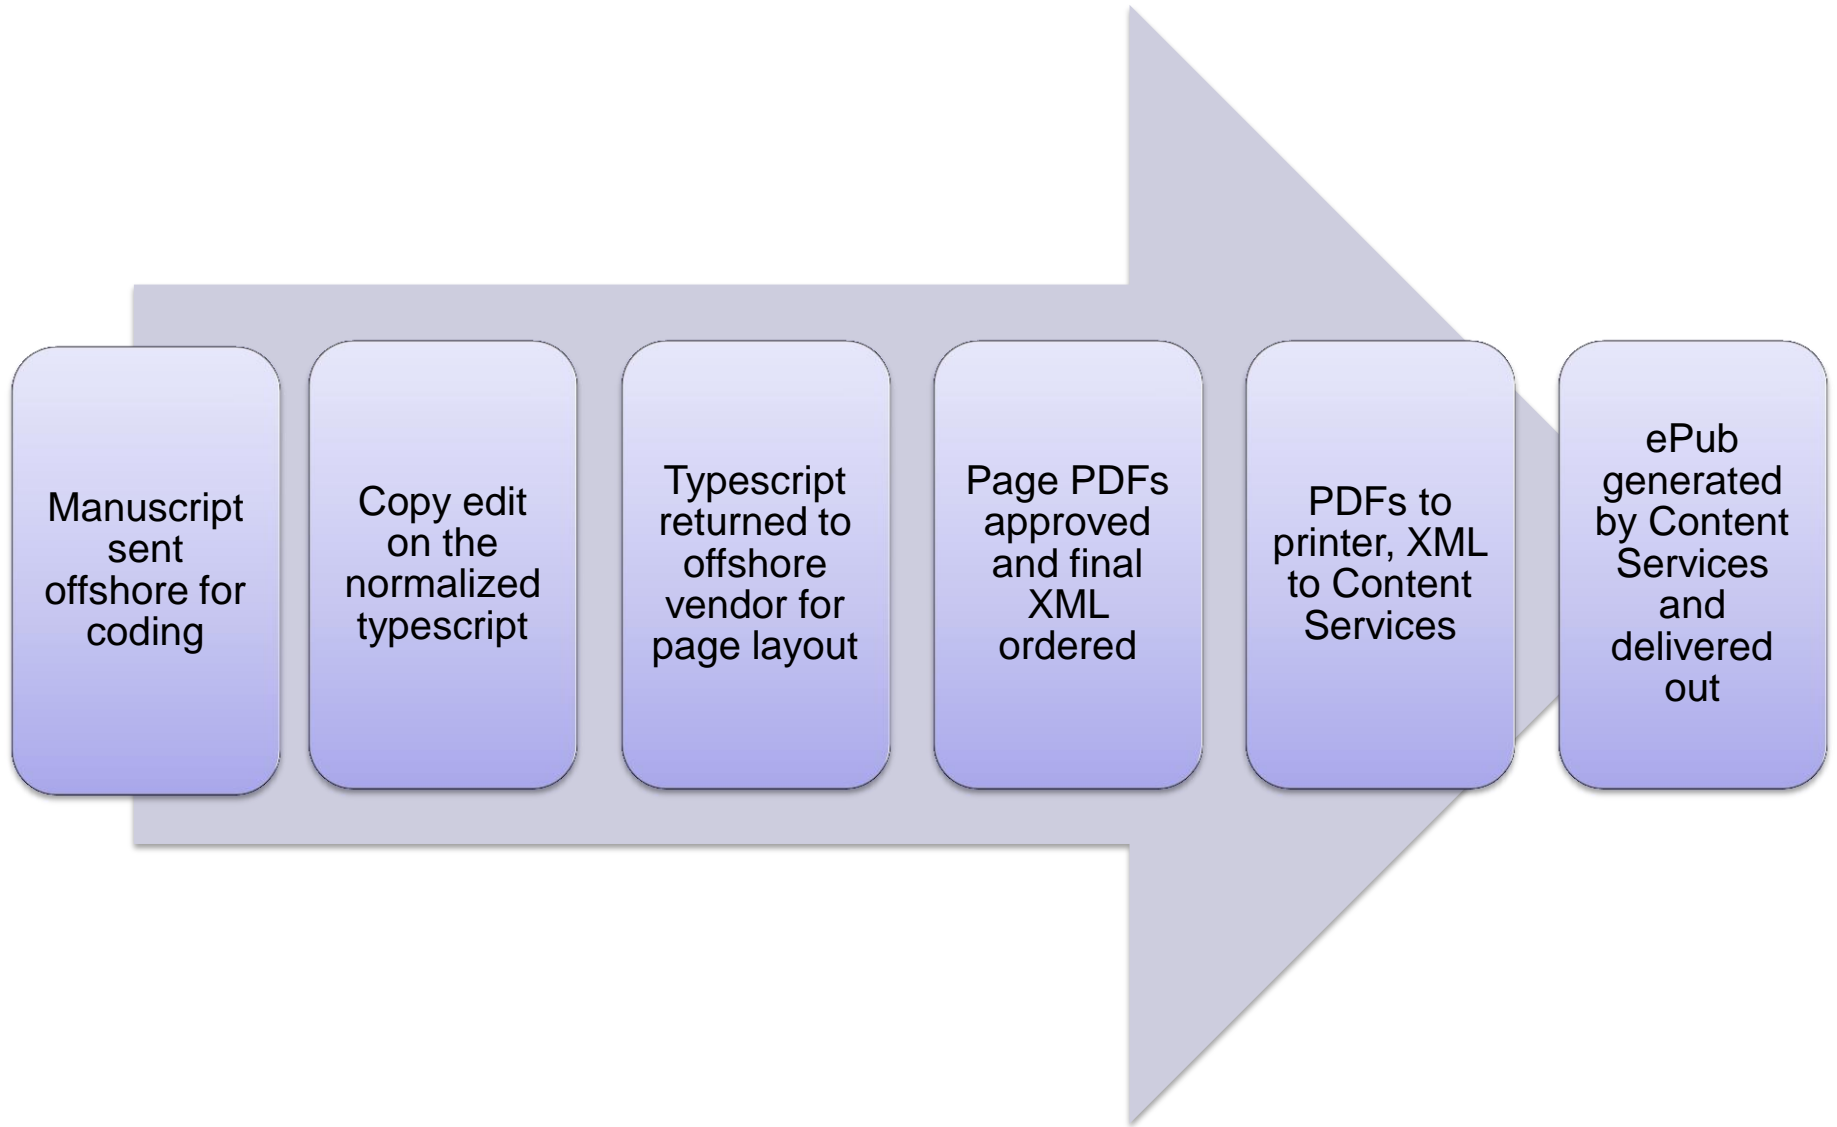 Manuscript
sent
offshore for
coding
Copy edit
on the
normalized
typescript
Typescript
returned to
offshore
vendor for
page layout
Page PDFs
approved
and final
XML
ordered
PDFs to
printer, XML
to Content
Services
ePub
generated
by Content
Services
and
delivered
out